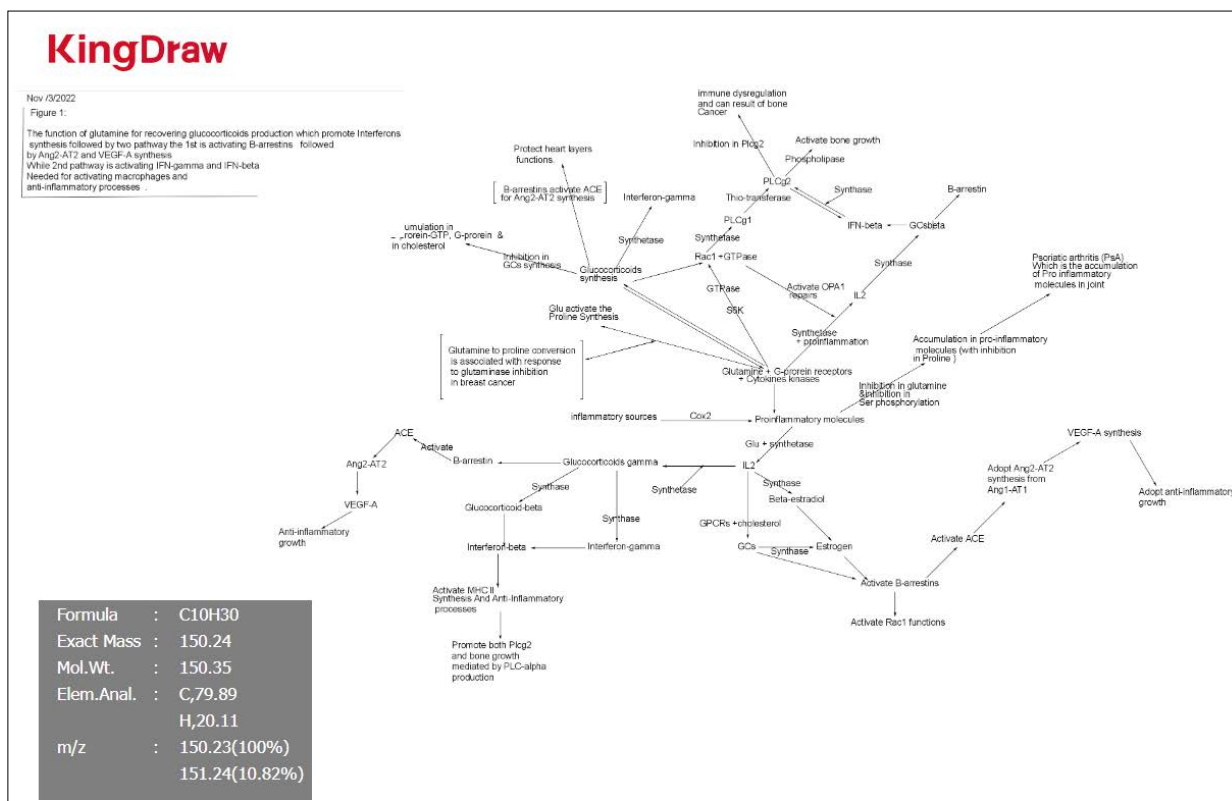 KingDraw
Nov /3/2022
Figure 1:
The function of glutamine for recovering glucocorticoids production which promote Interferons
synthesis followed by two pathway the 1st is activating B-arrestins followed
by Ang2-AT2 and VEGF-A synthesis
While 2nd pathway is activating IFN-gamma and IFN-beta
Needed for activating macrophages and
anti-inflammatory processes .
immune dysregulation
and can result of bone
Cancer
Inhibition in Plcg2
Activate bone growth
Phospholipase
PLCg2
Thio-transferase
Synthase
B-arrestin
PLCg1
IFN-beta
GCsbeta
Protect heart layers
functions.
B-arrestins activate ACE
for Ang2-AT2 synthesis
Interferon-gamma
Synthetase
umulation in
rorein-GTP, G-prorein &
in cholesterol
Inhibition in
GCs synthesis
Glucocorticoids
synthesis
Synthetase
Rac1 +GTPase
Synthase
Psoriatic arthritis (PsA)
Which is the accumulation
of Pro inflammatory
molecules in joint
GTPase
Activate OPA1
repairs
IL2
S6K
Glu activate the
Proline Synthesis
Synthetase
+ proinflammation
Accumulation in pro-inflammatory
molecules (with inhibition
in Proline )
Glutamine to proline conversion
is associated with response
to glutaminase inhibition
in breast cancer
Glutamine + G-prorein receptors
+ Cytokines kinases
Inhibition in glutamine
&inhibition in
Ser phosphorylation
inflammatory sources
Cox2
Proinflammatory molecules
Glu + synthetase
ACE
Activate
Ang2-AT2
B-arrestin
Glucocorticoids gamma
IL2
VEGF-A synthesis
Synthase
Synthetase
Synthase
Beta-estradiol
Adopt Ang2-AT2
synthesis from
Ang1-AT1
Adopt anti-inflammatory
growth
VEGF-A
Glucocorticoid-beta
Synthase
GPCRs +cholesterol
Anti-inflammatory
growth
Interferon-beta
Interferon-gamma
GCs
Synthase
Estrogen
Activate ACE
Activate B-arrestins
Activate MHC II
Synthesis And Anti-Inflammatory
processes
Activate Rac1 functions
Promote both Plcg2
and bone growth
mediated by PLC-alpha
production
Formula : C10H30
Exact Mass : 150.24
Mol.Wt. : 150.35
Elem.Anal. : C,79.89
H,20.11
m/z : 150.23(100%)
151.24(10.82%)